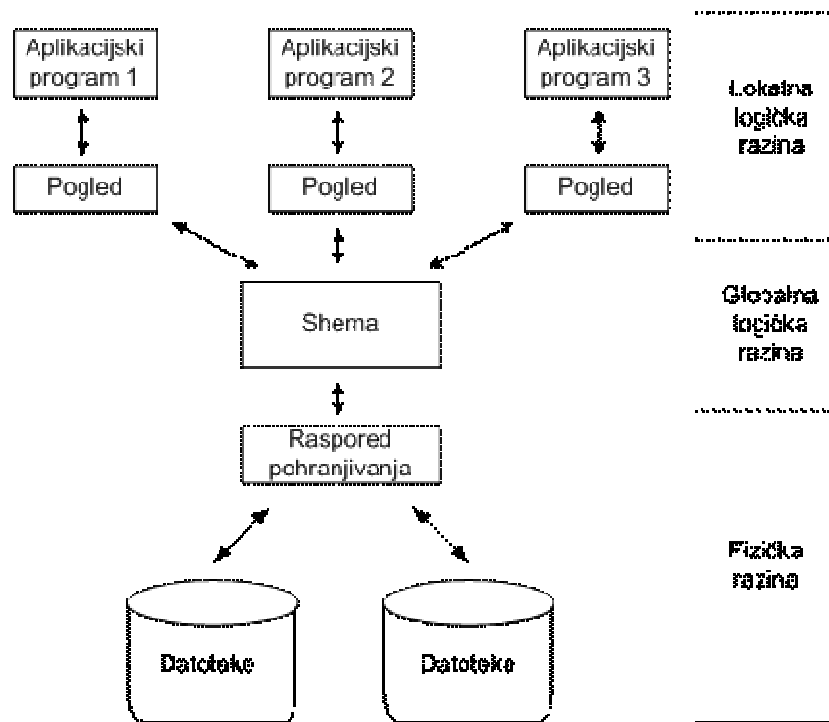 Aplikacijski
program 1
Aplikacijski
program 2
Aplikacijski
program 3
Lokalna
logička
razina
Pogled
Pogled
Pogled
Shema
Globalna
logička
razina
Raspored
pohranjivanja
Fizička
razina
Datoteke
Datoteke